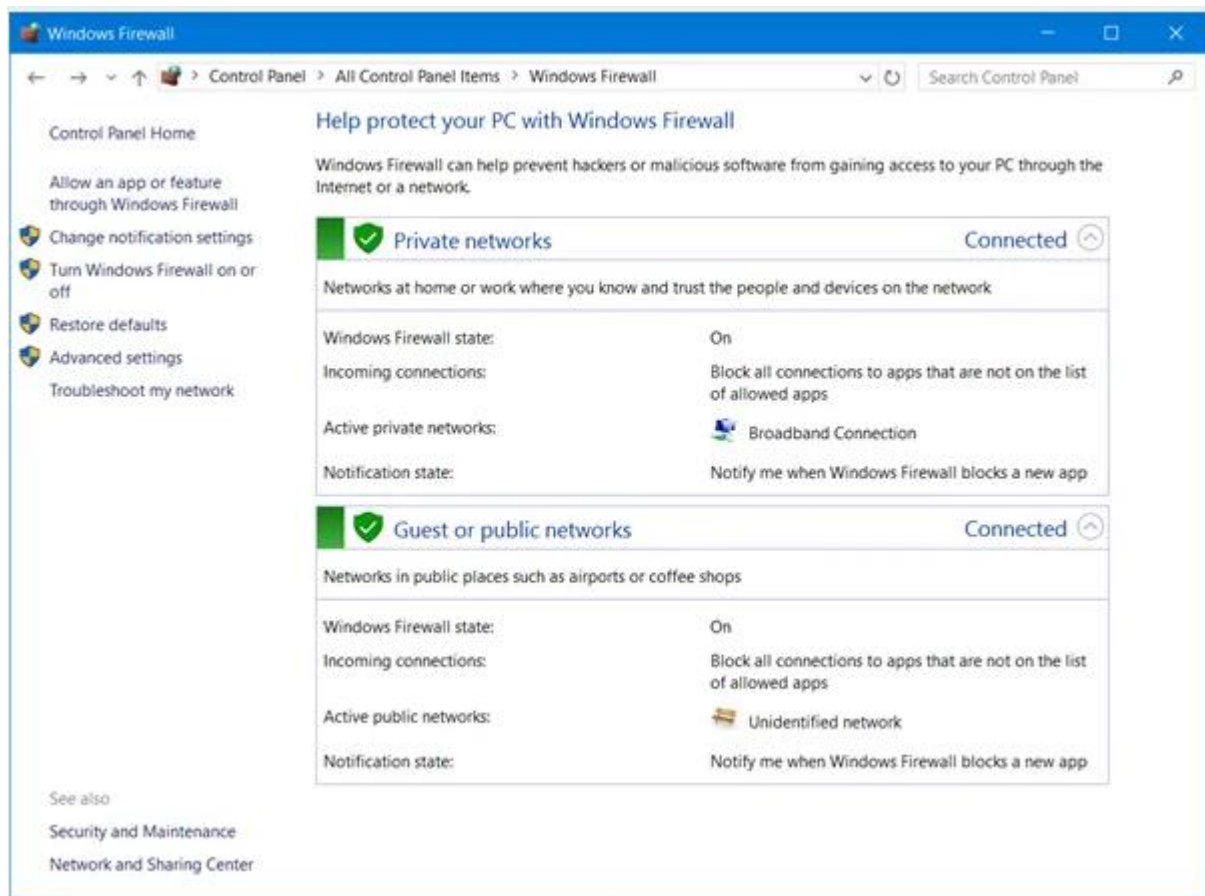 Windows Firewall
Control Panel > All Control Panel Items > Windows Firewall
Search Control Panel
Control Panel Home
Allow an app or feature
through Windows Firewall
Change notification settings
Turn Windows Firewall on or
off
Restore defaults
Advanced settings
Troubleshoot my network
See also
Security and Maintenance
Network and Sharing Center
Help protect your PC with Windows Firewall
Windows Firewall can help prevent hackers or malicious software from gaining access to your PC through the
Internet or a network.
Private networks Connected
Networks at home or work where you know and trust the people and devices on the network
Windows Firewall state: On
Incoming connections: Block all connections to apps that are not on the list
of allowed apps
Active private networks: Broadband Connection
Notification state: Notify me when Windows Firewall blocks a new app
Guest or public networks Connected
Networks in public places such as airports or coffee shops
Windows Firewall state: On
Incoming connections: Block all connections to apps that are not on the list
of allowed apps
Active public networks: Unidentified network
Notification state: Notify me when Windows Firewall blocks a new app